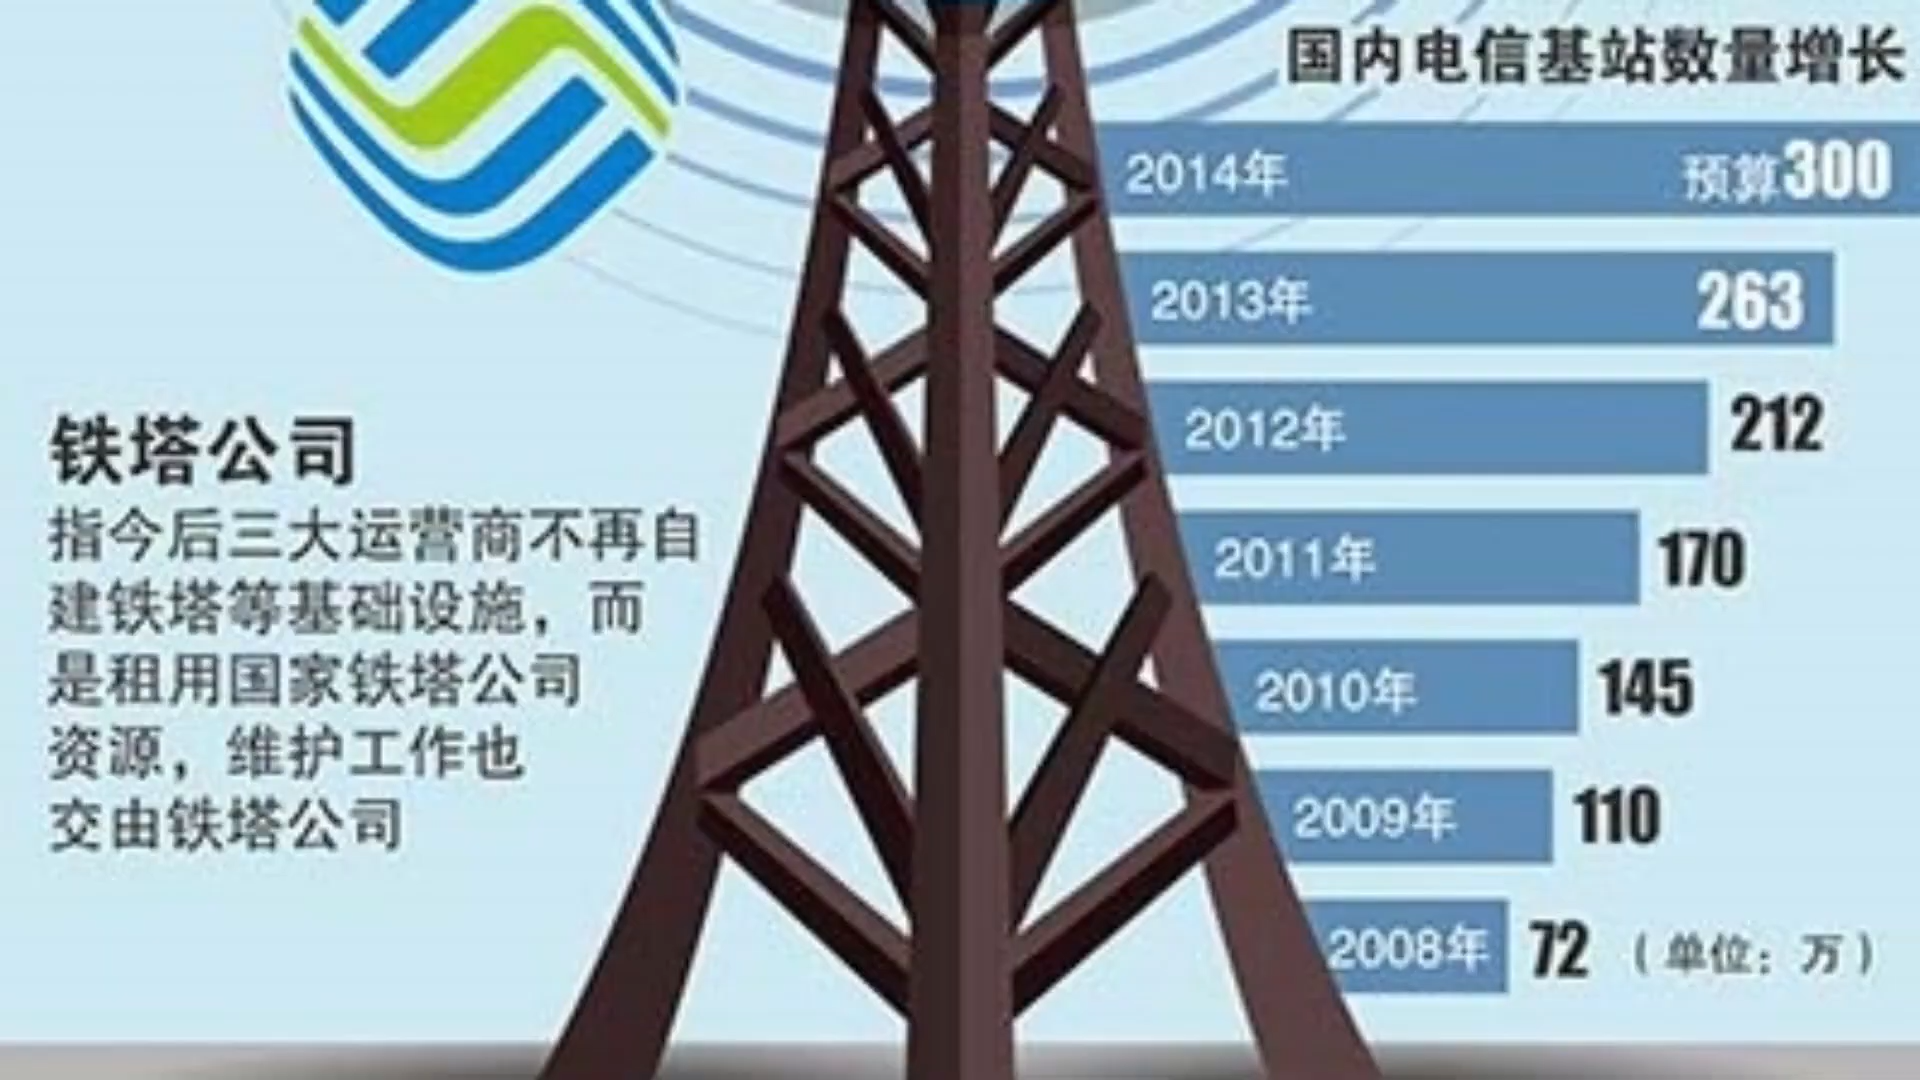 国内电信基站数量增长
2014年 预算300
2013年 263
2012年 212
2011年 170
2010年 145
2009年 110
2008年 72 （单位：万）
铁塔公司
指今后三大运营商不再自
建铁塔等基础设施，而
是租用国家铁塔公司
资源，维护工作也
交由铁塔公司